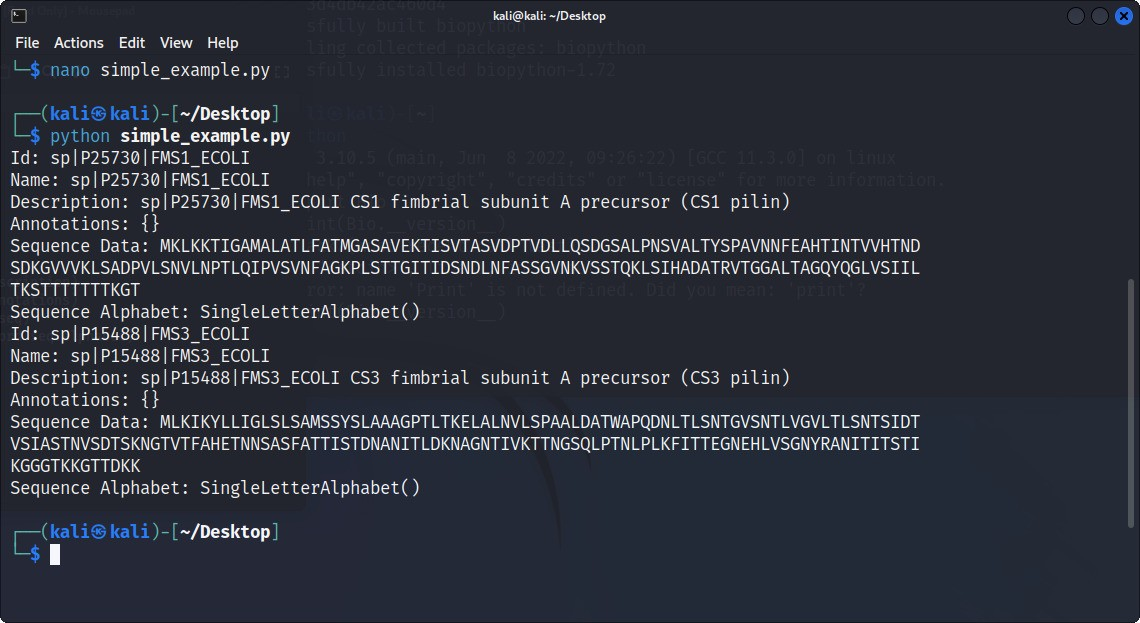 kali@kali: ~/Desktop
File Actions Edit View Help
└─$ nano simple_example.py
┌──(kali㉿kali)-[~/Desktop]
└─$ python simple_example.py
Id: sp|P25730|FMS1_ECOLI
Name: sp|P25730|FMS1_ECOLI
Description: sp|P25730|FMS1_ECOLI CS1 fimbrial subunit A precursor (CS1 pilin)
Annotations: {}
Sequence Data: MKLKKTIGAMALATLFATMGASAVEKTISVTASVDPTVDLLQSDGSALPNSVALTYSPAVNNFEAHTINTVVHTND
SDKGVVVKLSADPVLSNVLNPTLQIPVSVNFAGKPLSTTGITIDSNDLNFASSGVNKVSSTQKLSIHADATRVTGGALTAGQYQGLVSIIL
TKSTTTTTTTKGT
Sequence Alphabet: SingleLetterAlphabet()
Id: sp|P15488|FMS3_ECOLI
Name: sp|P15488|FMS3_ECOLI
Description: sp|P15488|FMS3_ECOLI CS3 fimbrial subunit A precursor (CS3 pilin)
Annotations: {}
Sequence Data: MLKIKYLLIGLSLSAMSSYSLAAAGPTLTKELALNVLSPAALDATWAPQDNLTLSNTGVSNTLVGVLTLSNTSIDT
VSIASTNVSDTSKNGTVTFAHETNNSASFATTISTDNANITLDKNAGNTIVKTTNGSQLPTNLPLKFITTEGNEHLVSGNYRANITITSTI
KGGGTKKGTTDKK
Sequence Alphabet: SingleLetterAlphabet()
┌──(kali㉿kali)-[~/Desktop]
└─$